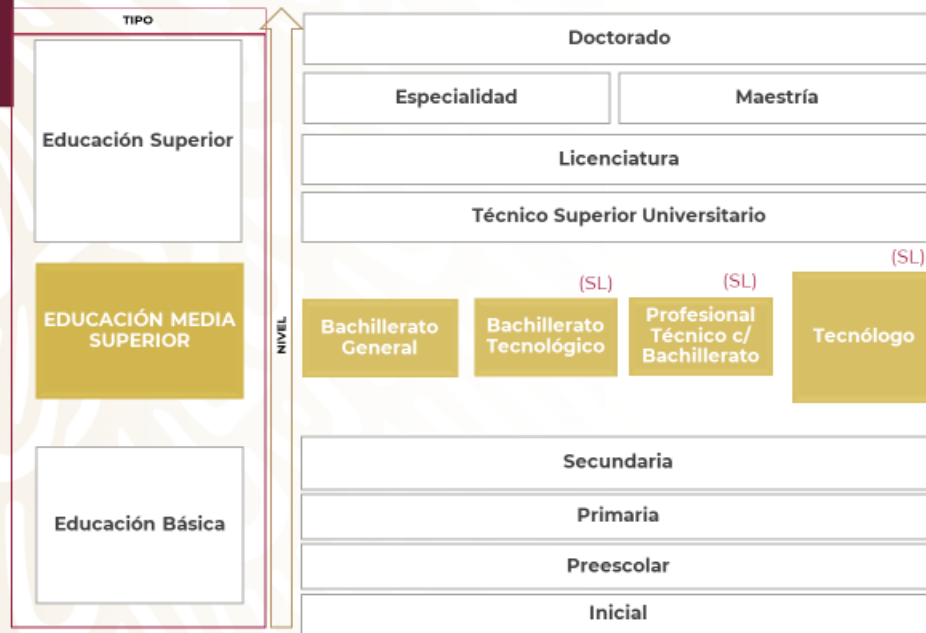 TIPO
Doctorado
Especialidad
Maestría
Educación Superior
Licenciatura
Técnico Superior Universitario
(SL)
(SL)
(SL)
EDUCACIÓN MEDIA
SUPERIOR
NIVEL
Bachillerato
General
Bachillerato
Tecnológico
Profesional
Técnico c/
Bachillerato
Tecnólogo
Educación Básica
Secundaria
Primaria
Preescolar
Inicial